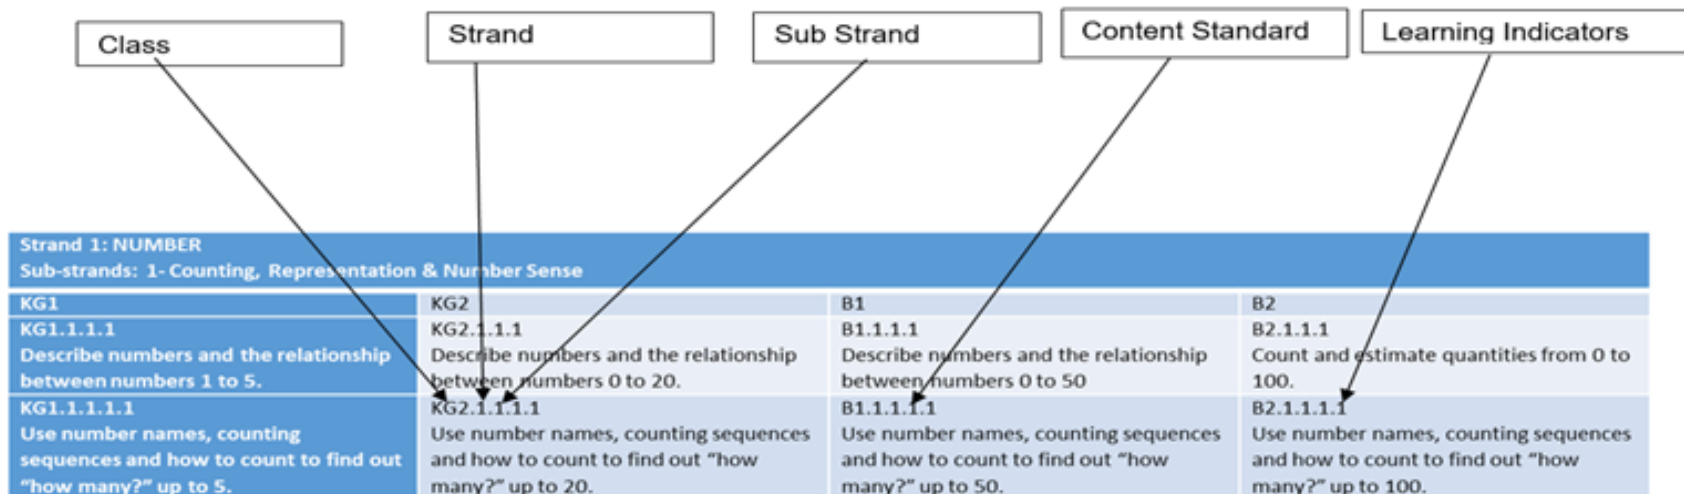 Class
Strand
Sub Strand
Content Standard
Learning Indicators
Strand 1: NUMBER
Sub-strands: 1- Counting, Representation & Number Sense
KG1
KG2
B1
B2
KG1.1.1.1
Describe numbers and the relationship
between numbers 1 to 5.
KG2.1.1.1
Describe numbers and the relationship
between numbers 0 to 20.
B1.1.1.1
Describe numbers and the relationship
between numbers 0 to 50
B2.1.1.1
Count and estimate quantities from 0 to
100.
KG1.1.1.1.1
Use number names, counting
sequences and how to count to find out
"how many?" up to 5.
KG2.1.1.1.1
Use number names, counting sequences
and how to count to find out "how
many?" up to 20.
B1.1.1.1.1
Use number names, counting sequences
and how to count to find out "how
many?" up to 50.
B2.1.1.1.1
Use number names, counting sequences
and how to count to find out "how
many?" up to 100.